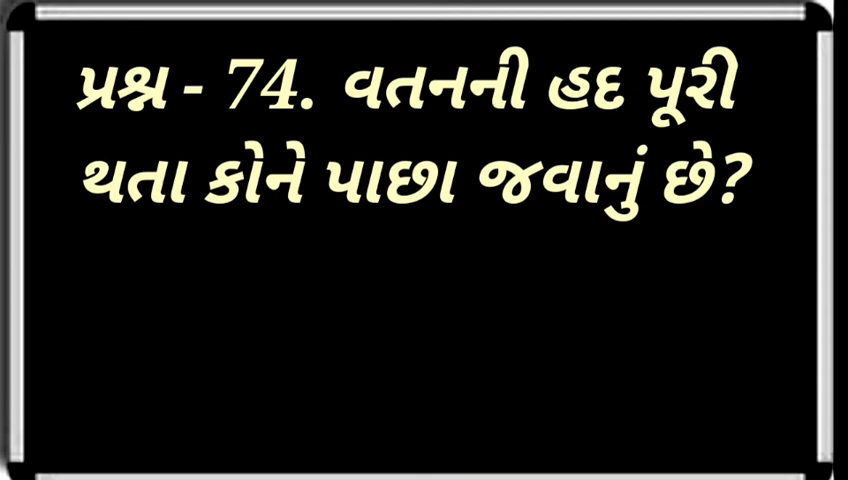 પ્રશ્ન - 74. વતનની હદ પૂરી
થતા કોને પાછા જવાનું છે?